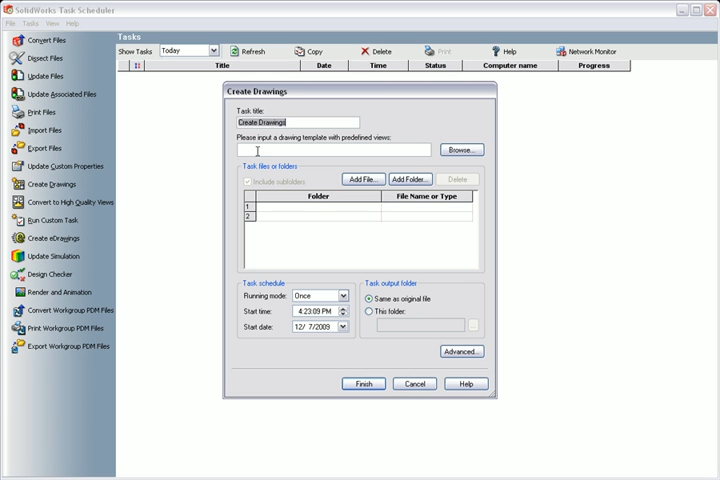 SolidWorks Task Scheduler
File Tasks View Help
Convert Files
Dissect Files
Update Files
Update Associated Files
Print Files
Import Files
Export Files
Update Custom Properties
Create Drawings
Convert to High Quality Views
Run Custom Task
Create eDrawings
Update Simulation
Design Checker
Render and Animation
Convert Workgroup PDM Files
Print Workgroup PDM Files
Export Workgroup PDM Files
Tasks
Show Tasks Today Refresh Copy Delete Print Help Network Monitor
Title Date Time Status Computer name Progress
Create Drawings
Task title:
Create Drawings
Please input a drawing template with predefined views:
Browse...
Task files or folders
Include subfolders Add File... Add Folder... Delete
Folder File Name or Type
1
2
Task schedule
Running mode: Once
Start time: 4:23:09 PM
Start date: 12/ 7/2009
Task output folder
Same as original file
This folder:
...
Advanced...
Finish Cancel Help